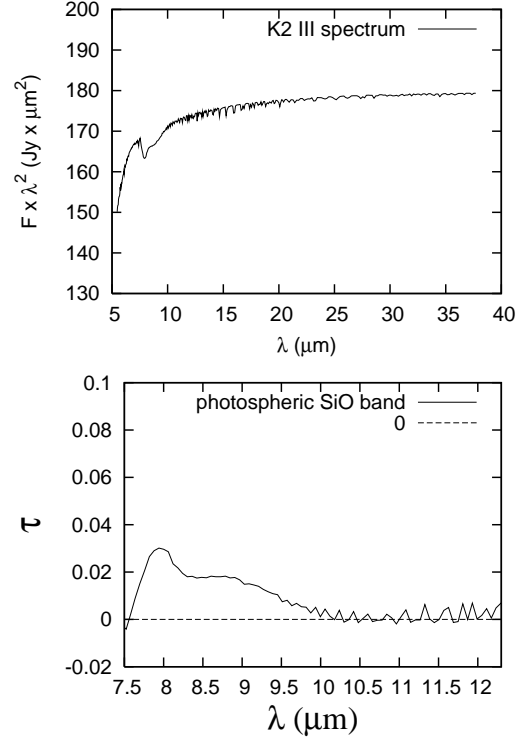 200
190
180
170
160
150
140
130
F x λ² (Jy x μm²)
K2 III spectrum
5 10 15 20 25 30 35 40
λ (μm)
0.1
0.08
0.06
0.04
0.02
0
-0.02
τ
photospheric SiO band
0
7.5 8 8.5 9 9.5 10 10.5 11 11.5 12
λ (μm)